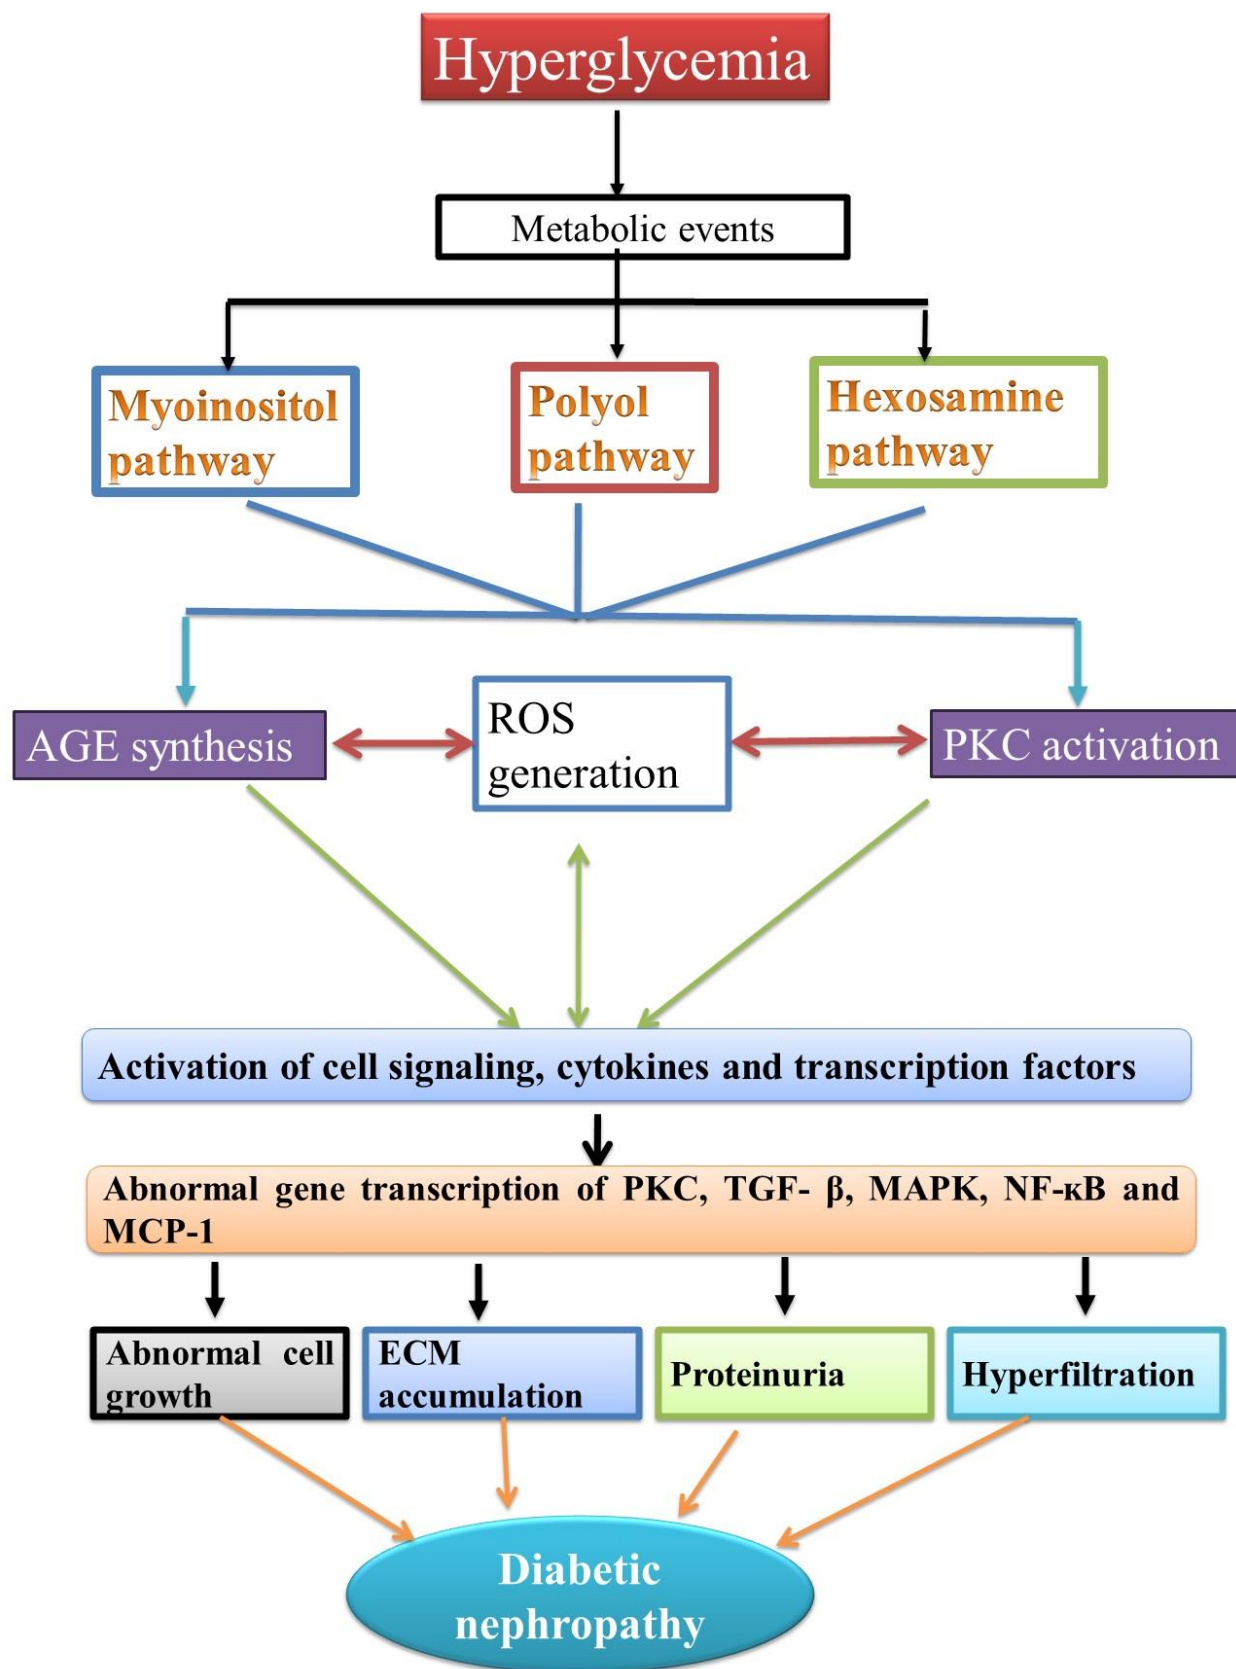 Hyperglycemia
Metabolic events
Myoinositol
pathway
Polyol
pathway
Hexosamine
pathway
AGE synthesis
ROS
generation
PKC activation
Activation of cell signaling, cytokines and transcription factors
Abnormal gene transcription of PKC, TGF- β, MAPK, NF-κB and
MCP-1
Abnormal cell
growth
ECM
accumulation
Proteinuria
Hyperfiltration
Diabetic
nephropathy